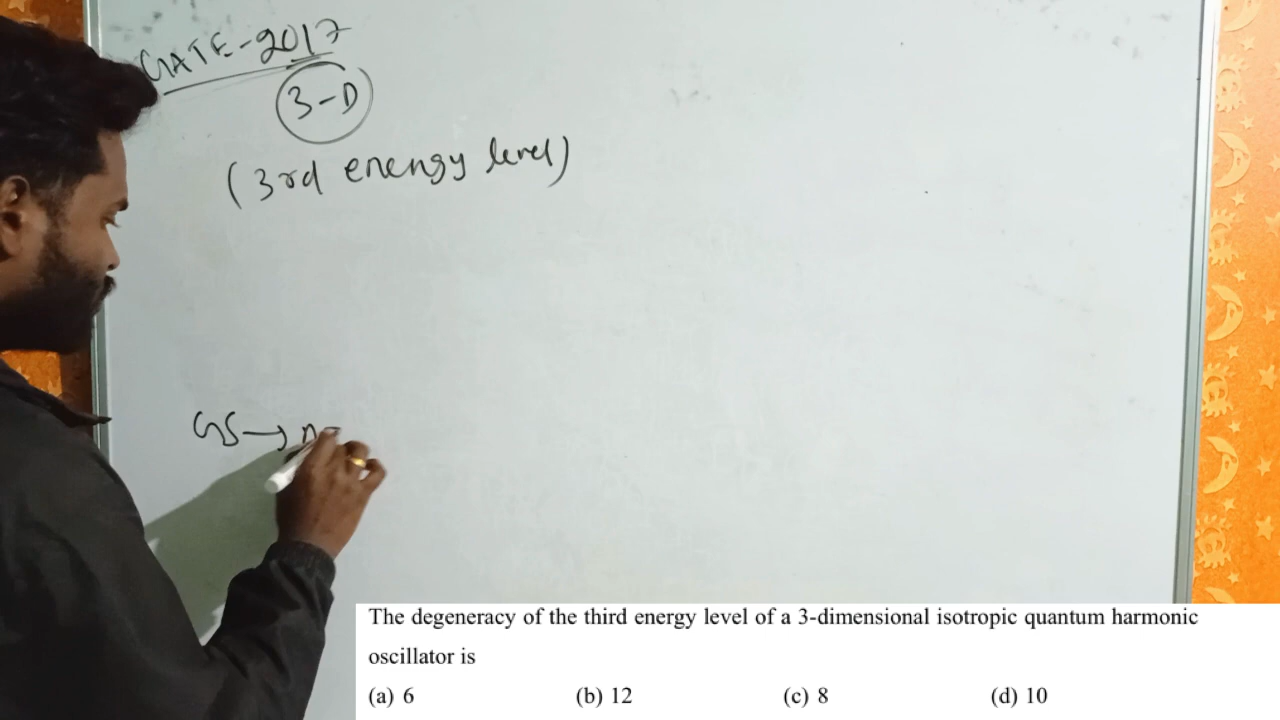 GATE-2017
3-D
(3rd energy level)
GS → n=
The degeneracy of the third energy level of a 3-dimensional isotropic quantum harmonic
oscillator is
(a) 6 (b) 12 (c) 8 (d) 10